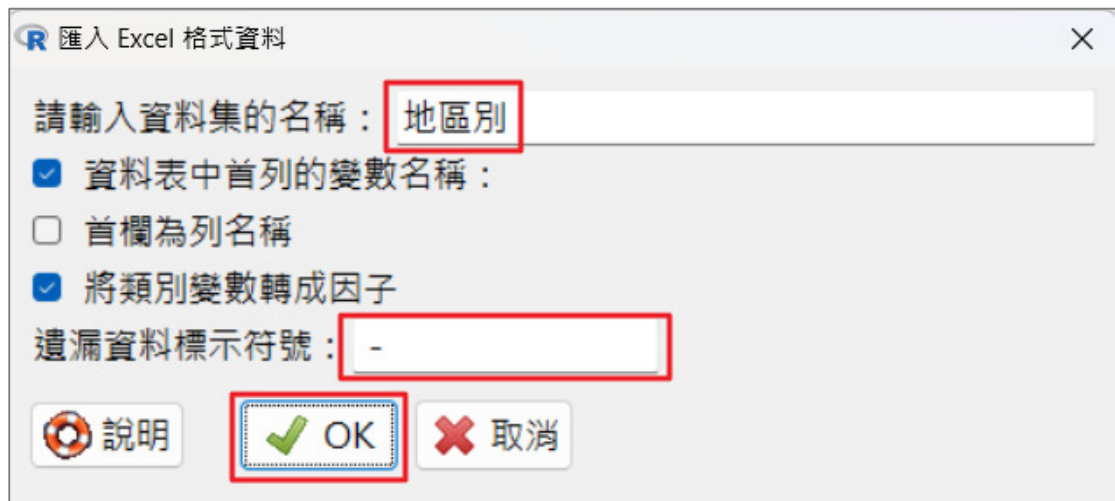 匯入 Excel 格式資料
請輸入資料集的名稱： 地區別
資料表中首列的變數名稱：
首欄為列名稱
將類別變數轉成因子
遺漏資料標示符號： -
說明 OK 取消